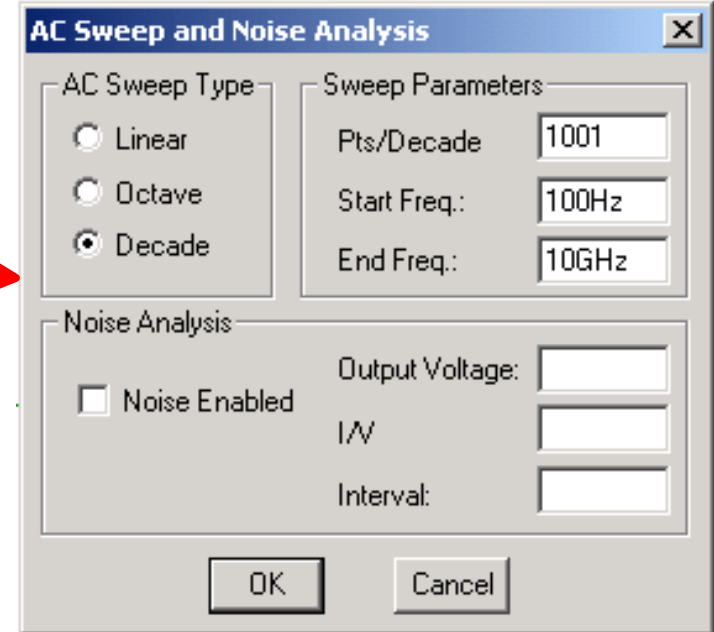 AC Sweep and Noise Analysis
AC Sweep Type
Linear
Octave
Decade
Sweep Parameters
Pts/Decade 1001
Start Freq.: 100Hz
End Freq.: 10GHz
Noise Analysis
Noise Enabled
Output Voltage:
I/V
Interval:
OK Cancel